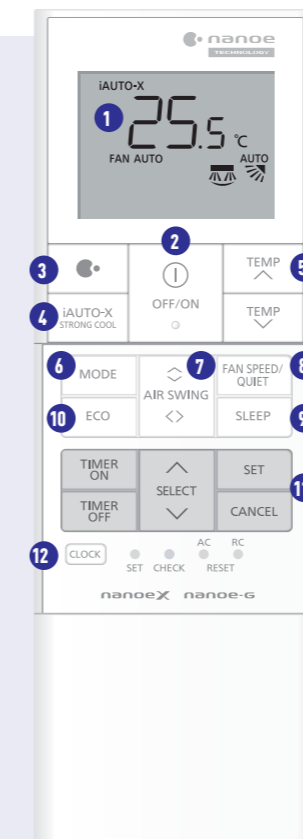 nanoe
TECHNOLOGY
iAUTO-X
1
25.5 ℃
FAN AUTO
AUTO
2
3
OFF/ON
TEMP
5
4
iAUTO-X
STRONG COOL
TEMP
6
MODE
7
AIR SWING
FAN SPEED/
QUIET
8
10
ECO
SLEEP
9
TIMER
ON
SELECT
SET
11
TIMER
OFF
CANCEL
12
CLOCK
AC RC
SET CHECK RESET
nanoeX nanoe-G